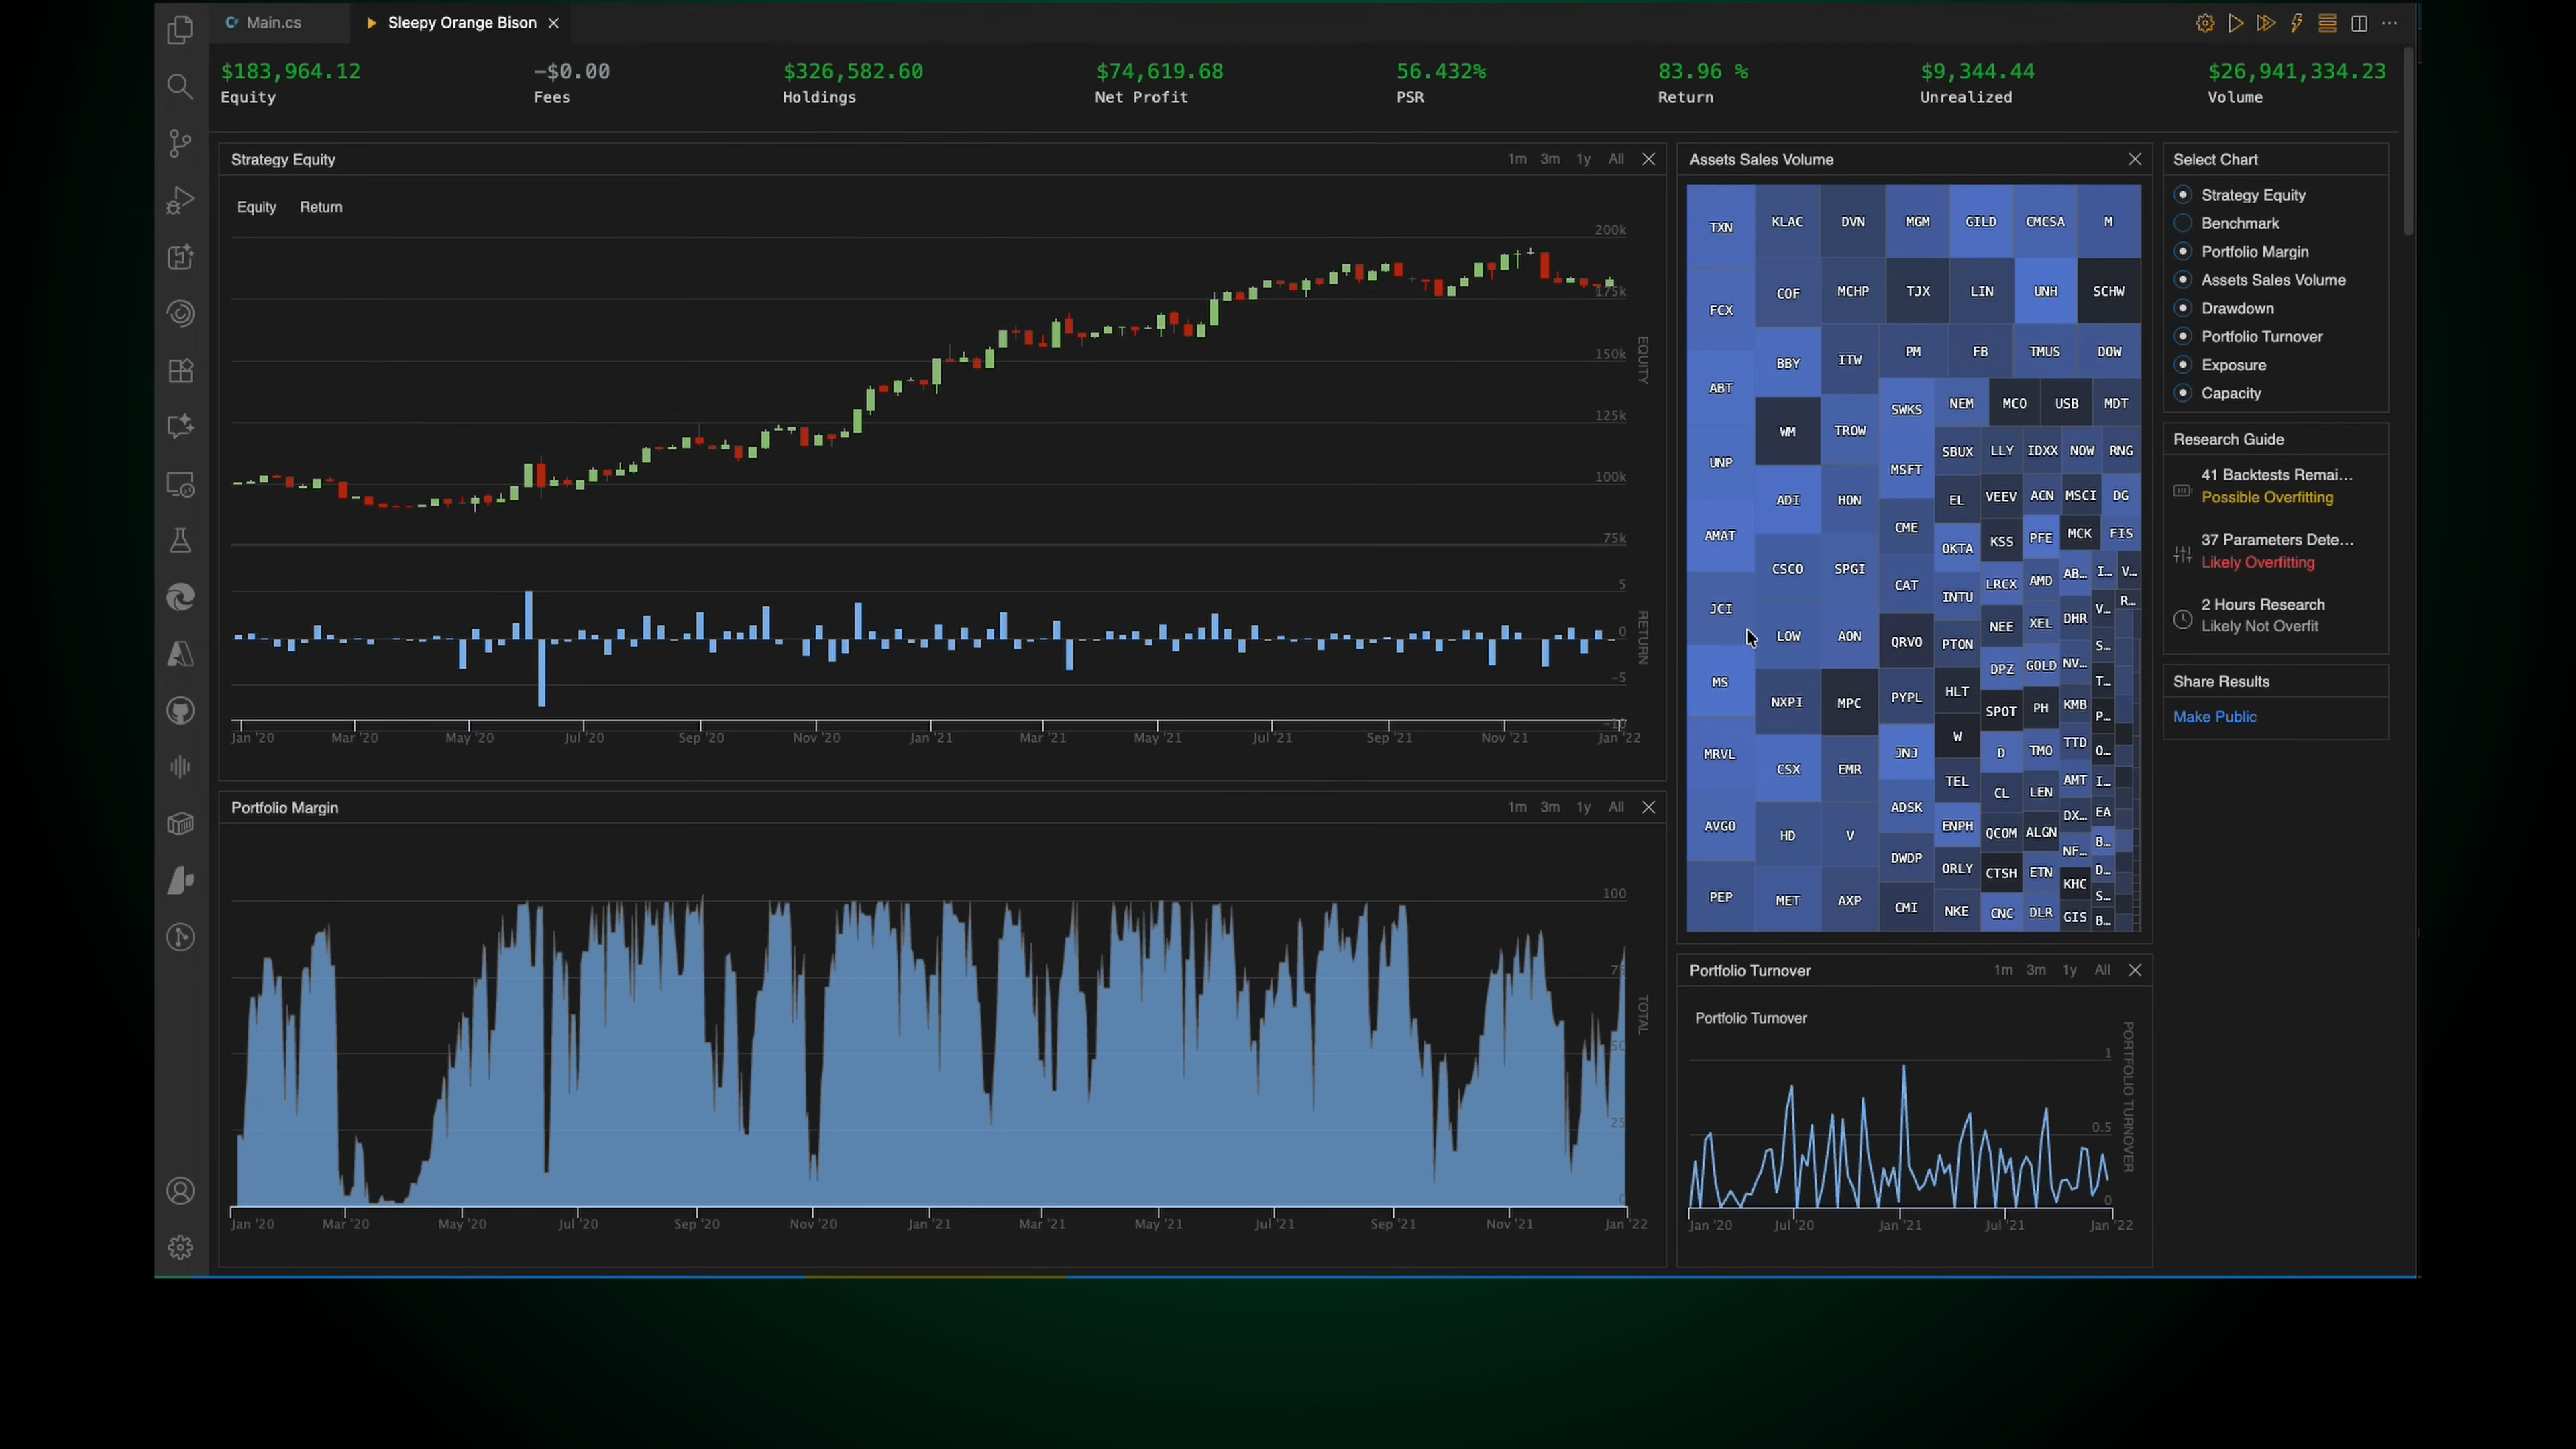 Main.cs
Sleepy Orange Bison
$183,964.12
Equity
-$0.00
Fees
$326,582.60
Holdings
$74,619.68
Net Profit
56.432%
PSR
83.96 %
Return
$9,344.44
Unrealized
$26,941,334.23
Volume
Strategy Equity
1m 3m 1y All
Equity Return
200k
175k
150k
125k
100k
75k
EQUITY
5
0
-5
-10
RETURN
Jan '20 Mar '20 May '20 Jul '20 Sep '20 Nov '20 Jan '21 Mar '21 May '21 Jul '21 Sep '21 Nov '21 Jan '22
Portfolio Margin
1m 3m 1y All
100
50
25
0
TOTAL
Jan '20 Mar '20 May '20 Jul '20 Sep '20 Nov '20 Jan '21 Mar '21 May '21 Jul '21 Sep '21 Nov '21 Jan '22
Assets Sales Volume
TXN
FCX
ABT
UNP
AMAT
JCI
MS
MRVL
AVGO
PEP
KLAC
COF
BBY
WM
ADI
CSCO
LOW
NXPI
CSX
HD
MET
DVN
MCHP
ITW
TROW
HON
SPGI
AON
MPC
EMR
V
AXP
MGM GILD CMCSA M
TJX LIN UNH SCHW
PM FB TMUS DOW
SWKS
MSFT
CME
CAT
QRVO
PYPL
JNJ
ADSK
DWDP
CMI
NEM MCO USB MDT
SBUX LLY IDXX NOW RNG
EL VEEV ACN MSCI DG
OKTA
INTU
PTON
HLT
W
TEL
ENPH
ORLY
NKE
KSS
LRCX
NEE
DPZ
SPOT
D
CL
QCOM
CTSH
CNC
PFE
AMD
XEL
GOLD
PH
TMO
LEN
ALGN
ETN
DLR
MCK FIS
AB...
DHR
NV...
KMB
TTD
AMT
DX...
NF...
KHC
GIS
I...
V...
R...
V...
S...
T...
P...
O...
I...
EA
B...
D...
S...
B...
Portfolio Turnover
1m 3m 1y All
Portfolio Turnover
1
0.5
0
PORTFOLIO TURNOVER
Jan '20 Jul '20 Jan '21 Jul '21 Jan '22
Select Chart
Strategy Equity
Benchmark
Portfolio Margin
Assets Sales Volume
Drawdown
Portfolio Turnover
Exposure
Capacity
Research Guide
41 Backtests Remai...
Possible Overfitting
37 Parameters Dete...
Likely Overfitting
2 Hours Research
Likely Not Overfit
Share Results
Make Public